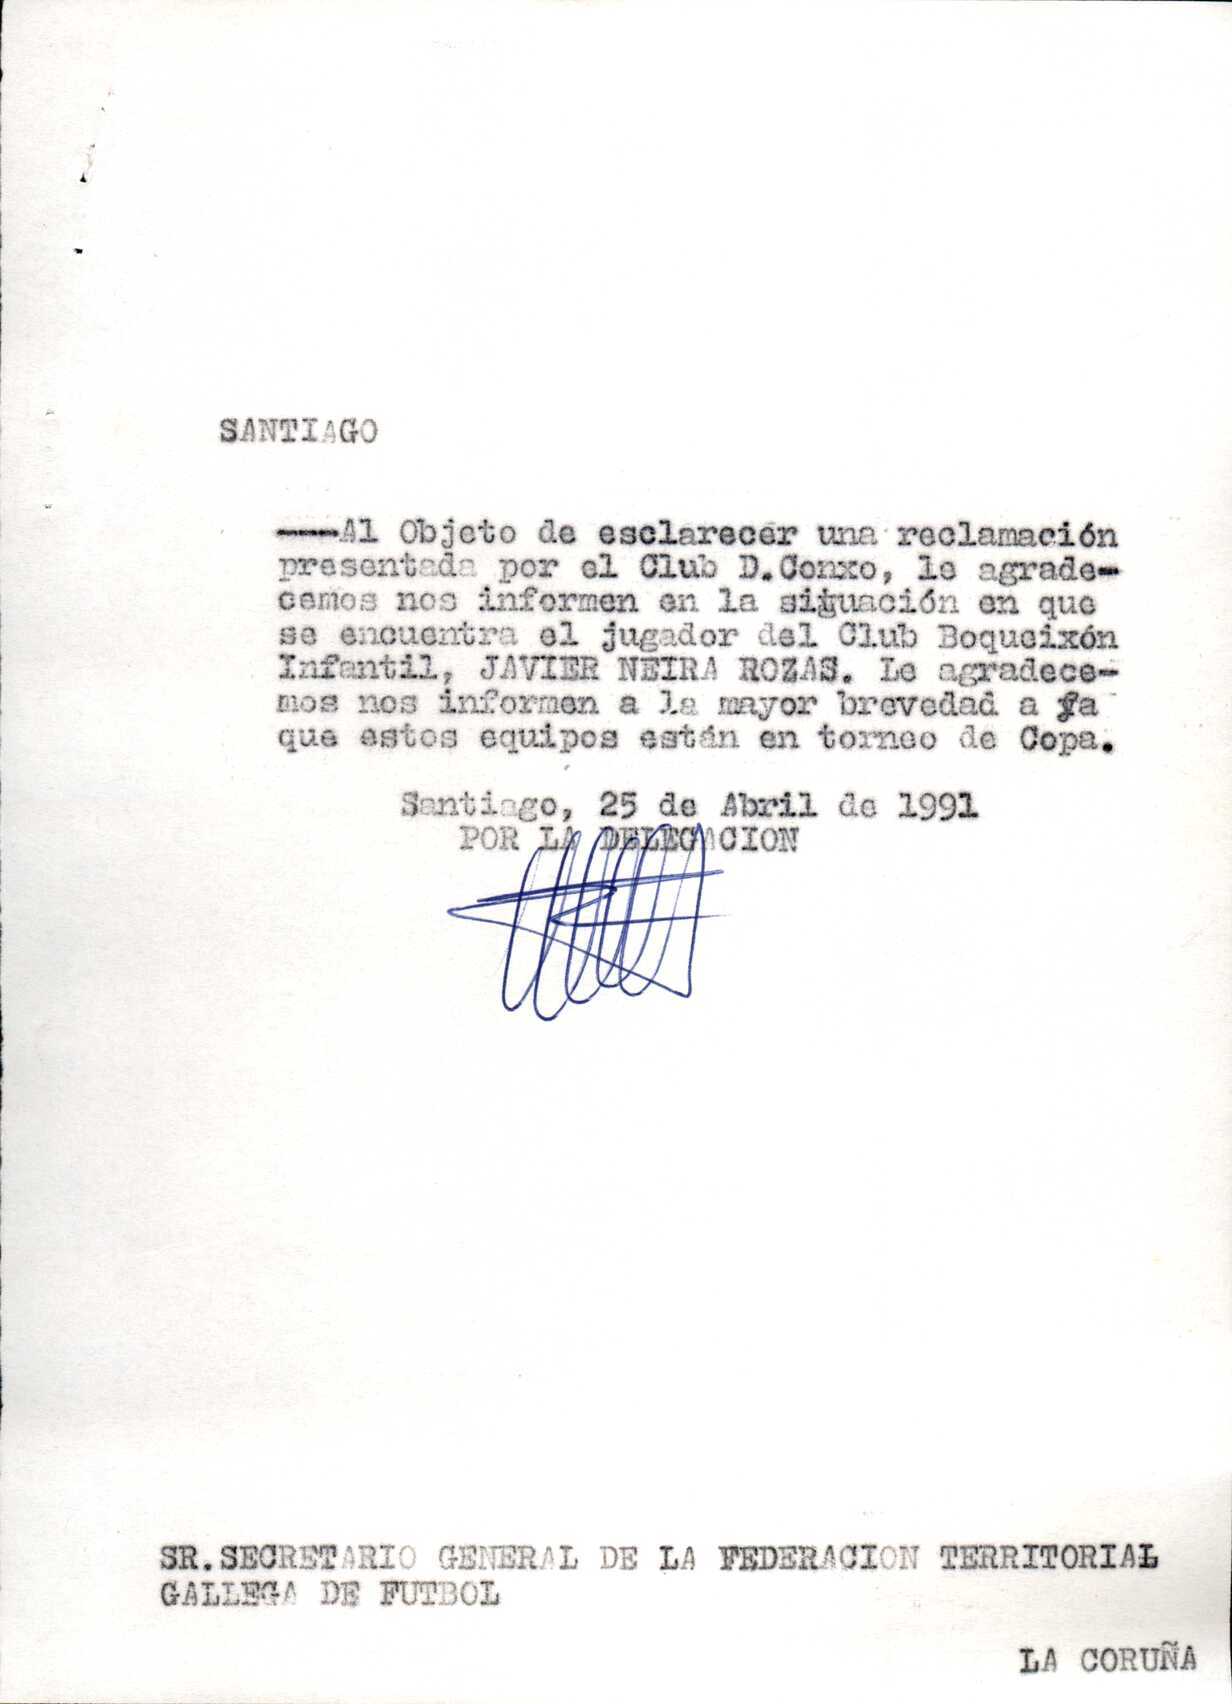 SANTIAGO
----Al Objeto de esclarecer una reclamación
presentada por el Club D.Conxo, le agrade-
cemos nos informen en la situación en que
se encuentra el jugador del Club Boqueixón
Infantil, JAVIER NEIRA ROZAS. Le agradece-
mos nos informen a la mayor brevedad a ya
que estos equipos están en torneo de Copa.
Santiago, 25 de Abril de 1991
POR LA DELEGACION
SR.SECRETARIO GENERAL DE LA FEDERACION TERRITORIAL
GALLEGA DE FUTBOL
LA CORUÑA